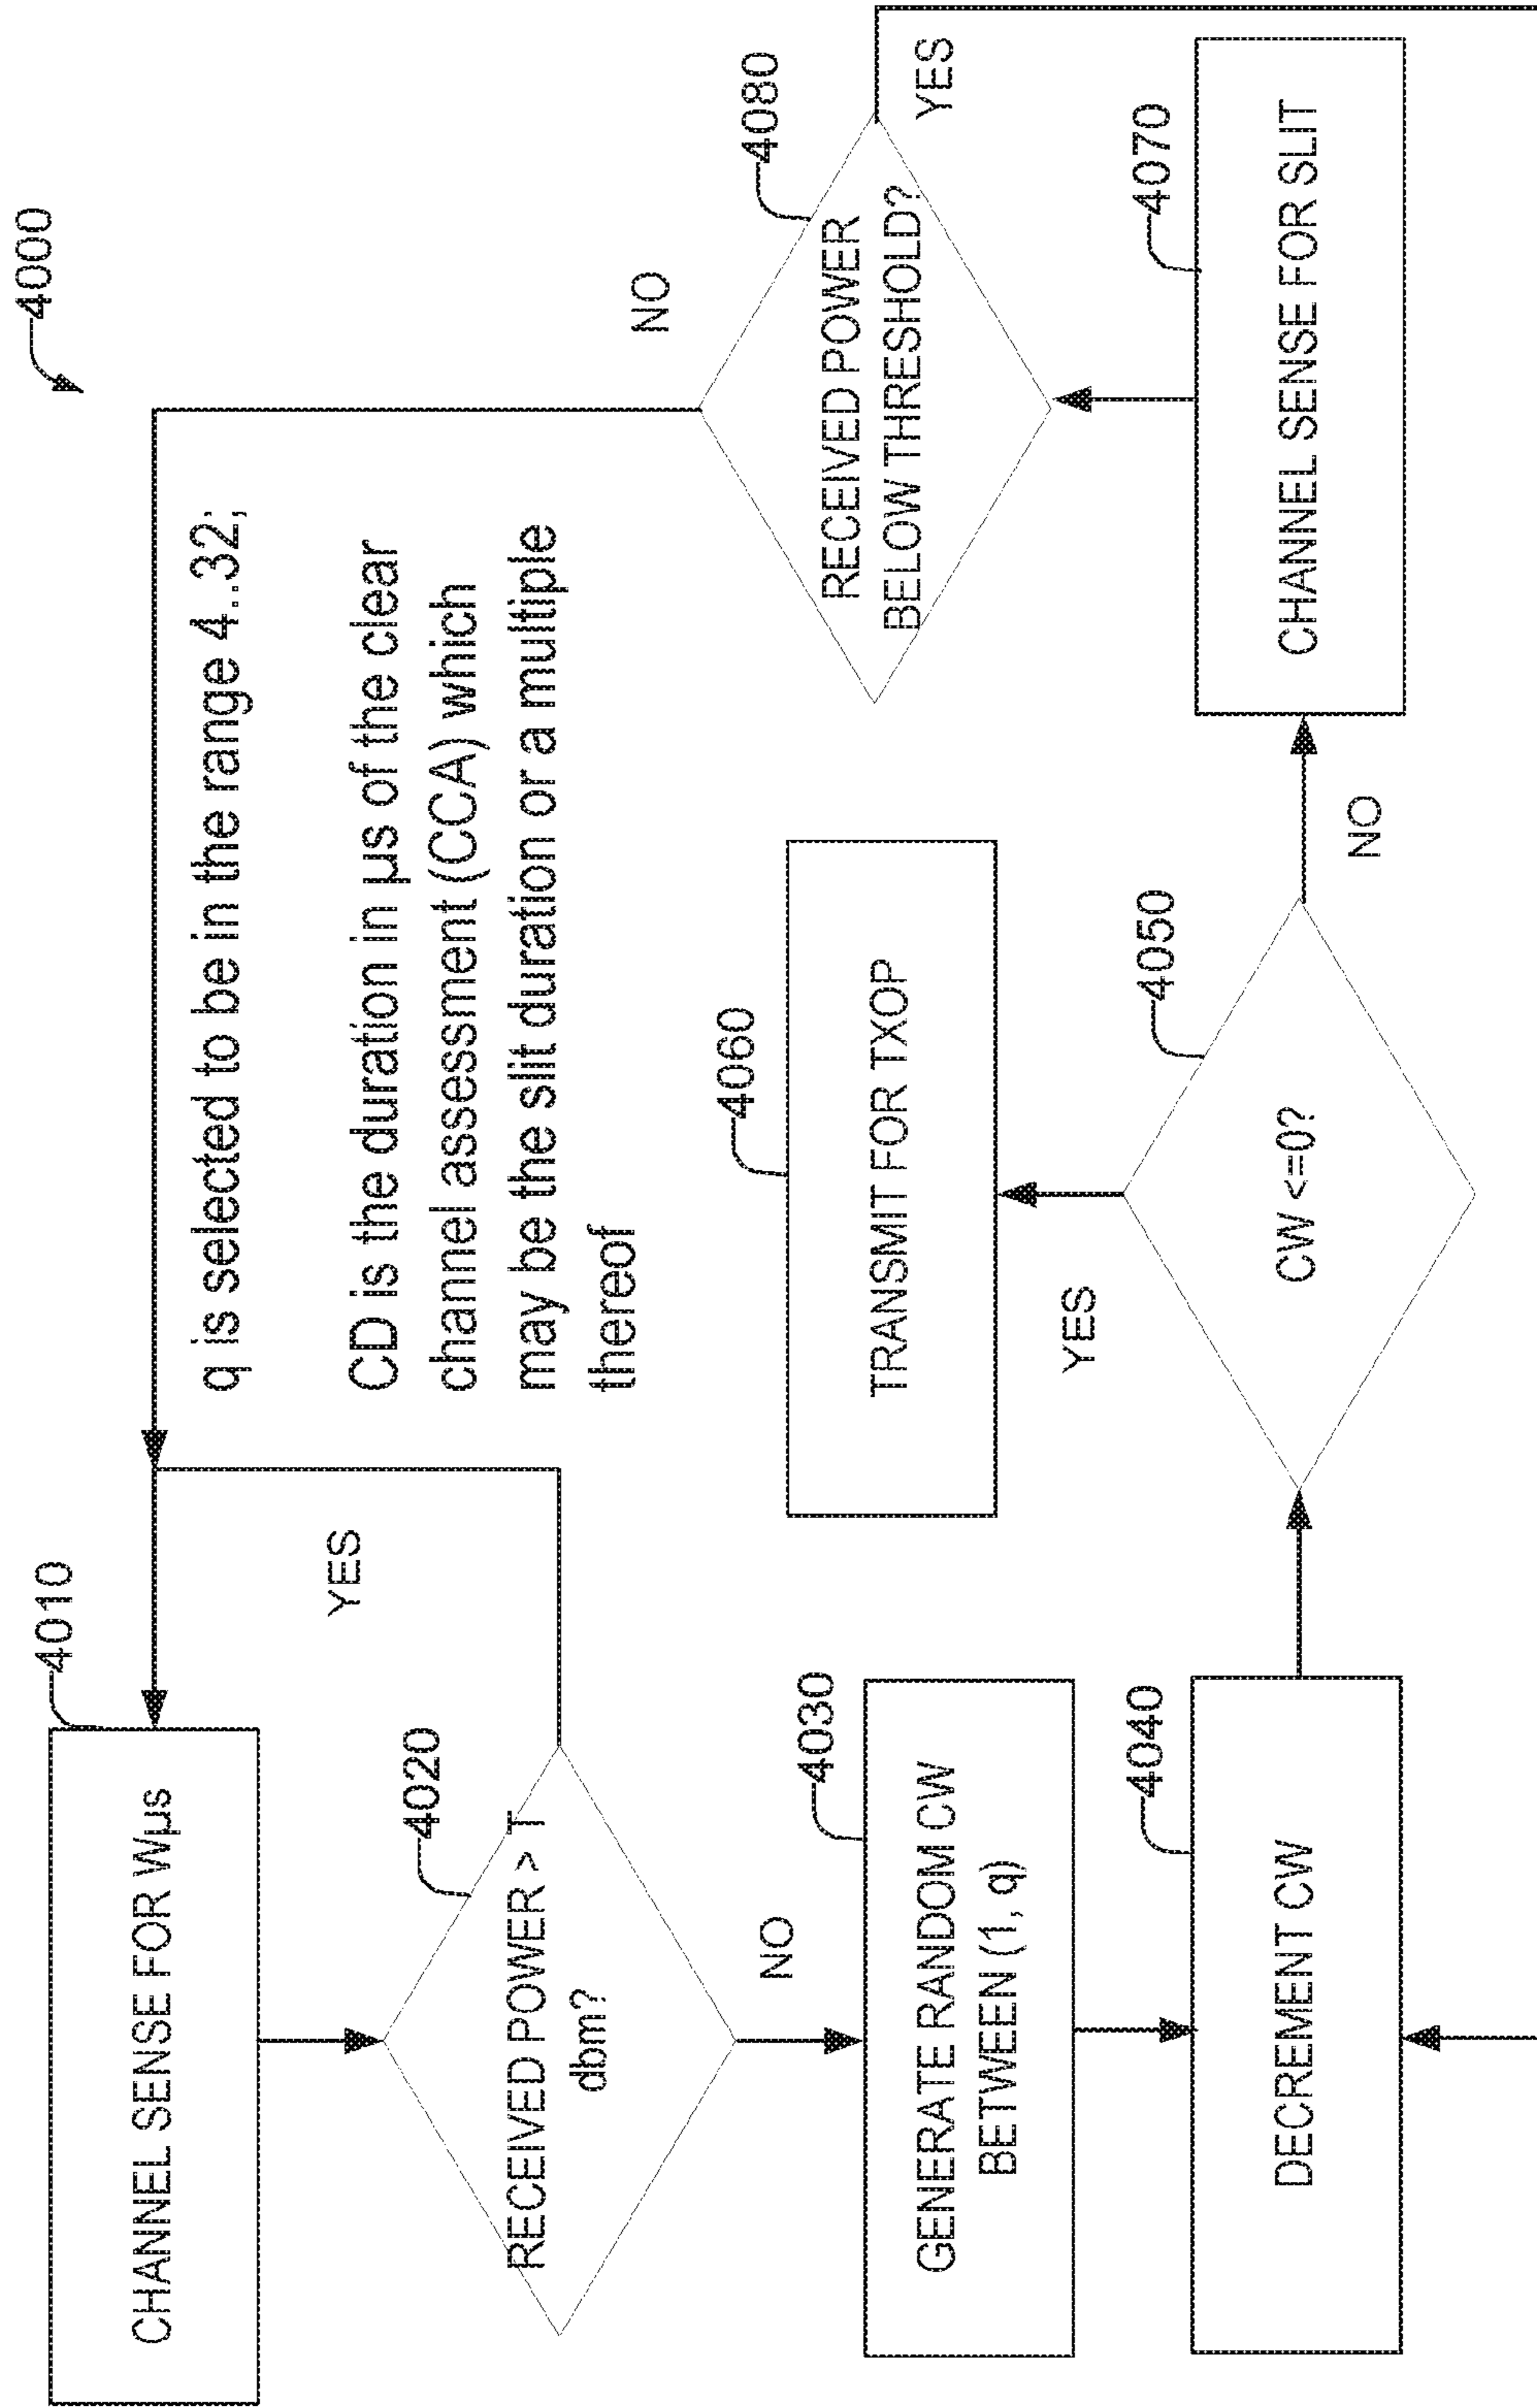 4000
4010
CHANNEL SENSE FOR Wµs
4020
RECEIVED POWER > T
dbm?
YES
NO
4030
GENERATE RANDOM CW
BETWEEN (1, q)
4040
DECREMENT CW
q is selected to be in the range 4..32;
CD is the duration in µs of the clear
channel assessment (CCA) which
may be the slit duration or a multiple
thereof
4060
TRANSMIT FOR TXOP
YES
4050
CW <=0?
NO
4070
CHANNEL SENSE FOR SLIT
4080
RECEIVED POWER
BELOW THRESHOLD?
NO
YES